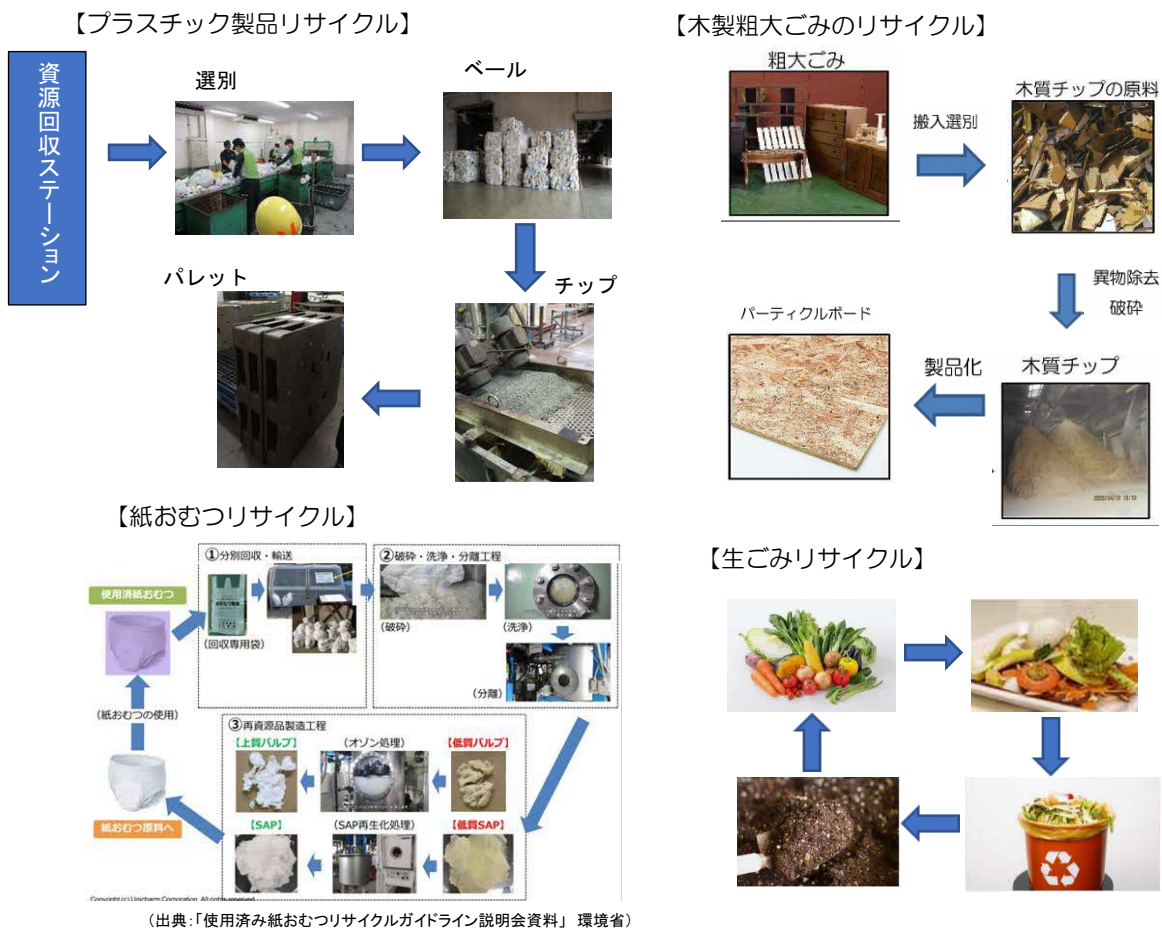 【プラスチック製品リサイクル】
資源回収ステーション
選別
ベール
チップ
パレット
【木製粗大ごみのリサイクル】
粗大ごみ
搬入選別
木質チップの原料
異物除去
破砕
木質チップ
製品化
パーティクルボード
【紙おむつリサイクル】
使用済紙おむつ
(紙おむつの使用)
紙おむつ原料へ
①分別回収・輸送
(回収専用袋)
②破砕・洗浄・分離工程
(破砕)
(洗浄)
(分離)
③再資源品製造工程
【上質パルプ】
(オゾン処理)
【低質パルプ】
【SAP】
(SAP再生化処理)
【低質SAP】
Copyright (c) Unicharm Corporation. All rights reserved.
(出典:「使用済み紙おむつリサイクルガイドライン説明会資料」 環境省)
【生ごみリサイクル】